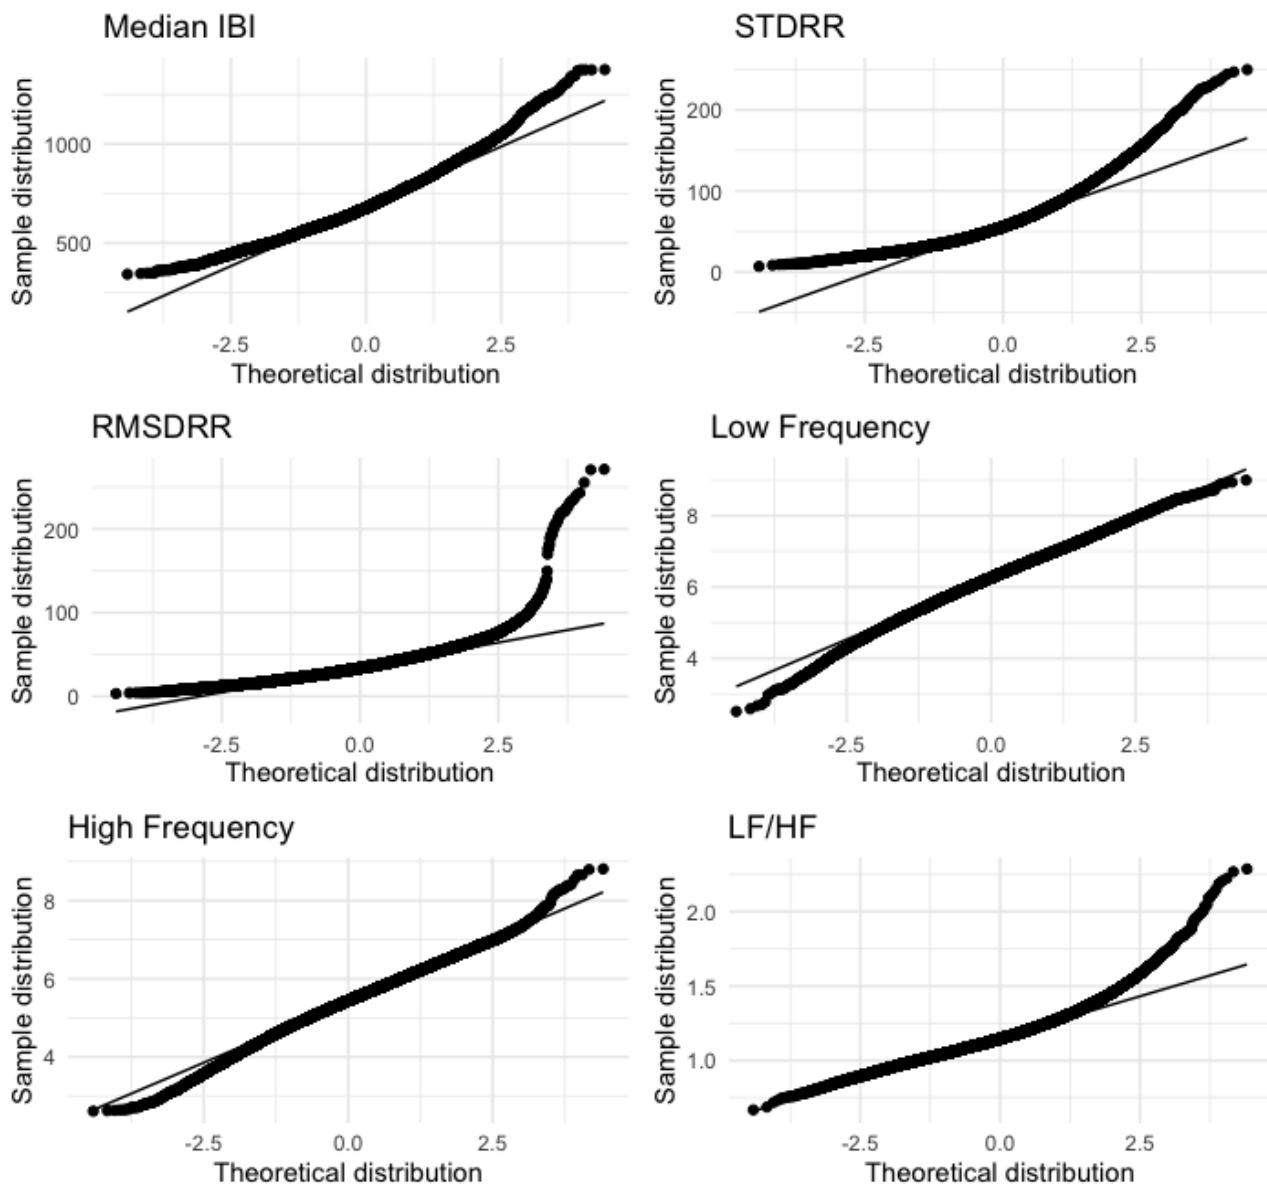 Median IBI
Sample distribution
1000
500
-2.5 0.0 2.5
Theoretical distribution
STDRR
Sample distribution
200
100
0
-2.5 0.0 2.5
Theoretical distribution
RMSDRR
Sample distribution
200
100
0
-2.5 0.0 2.5
Theoretical distribution
Low Frequency
Sample distribution
8
6
4
-2.5 0.0 2.5
Theoretical distribution
High Frequency
Sample distribution
8
6
4
-2.5 0.0 2.5
Theoretical distribution
LF/HF
Sample distribution
2.0
1.5
1.0
-2.5 0.0 2.5
Theoretical distribution